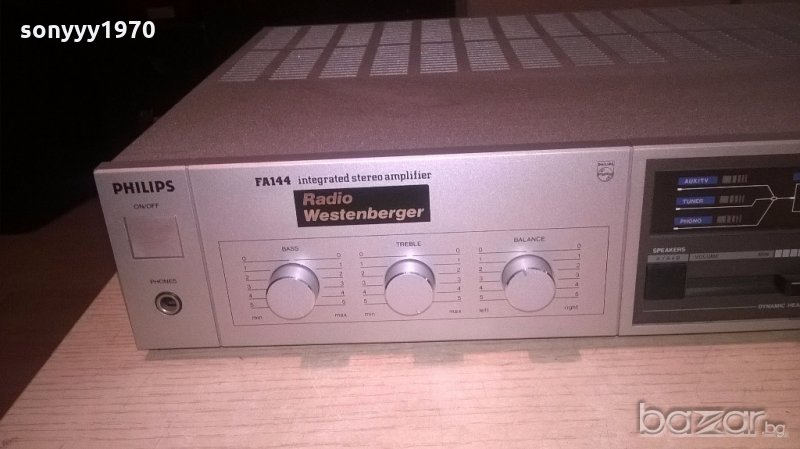 sonyyy1970
PHILIPS
FA144 integrated stereo amplifier
Radio
Westenberger
ON/OFF
PHONES
BASS
0 0
1 1
2 2
3 3
4 4
5 5
min max
TREBLE
0 0
1 1
2 2
3 3
4 4
5 5
min max
BALANCE
0 0
1 1
2 2
3 3
4 4
5 5
left right
AUX/TV
TUNER
PHONO
SPEAKERS
A / A+B VOLUME MIN
DYNAMIC HEA
bazar.bg